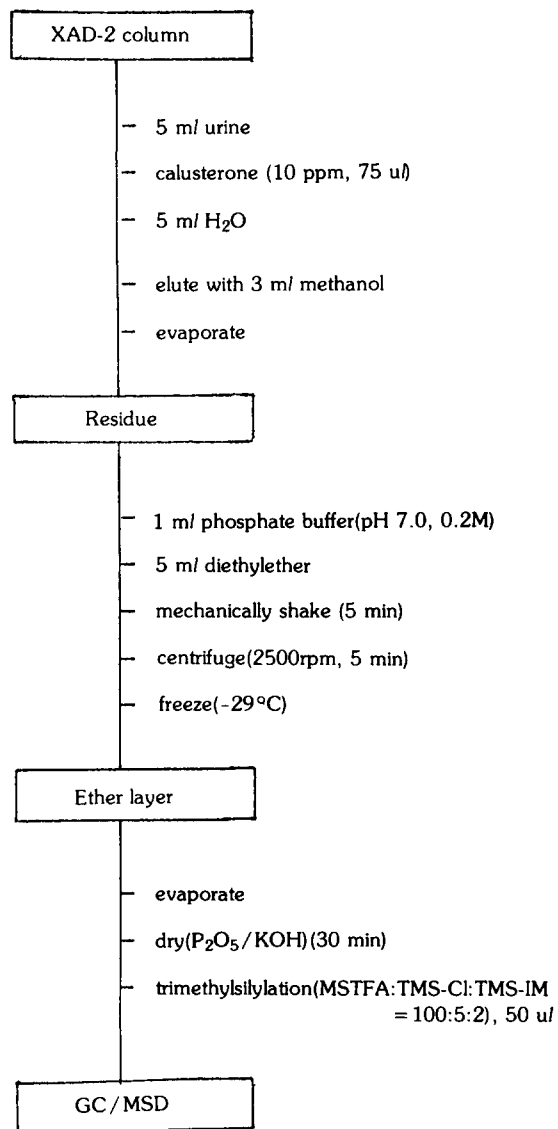 XAD-2 column
5 ml urine
calusterone (10 ppm, 75 ul)
5 ml H₂O
elute with 3 ml methanol
evaporate
Residue
1 ml phosphate buffer(pH 7.0, 0.2M)
5 ml diethylether
mechanically shake (5 min)
centrifuge(2500rpm, 5 min)
freeze(-29°C)
Ether layer
evaporate
dry(P₂O₅/KOH)(30 min)
trimethylsilylation(MSTFA:TMS-Cl:TMS-IM
= 100:5:2), 50 ul
GC/MSD